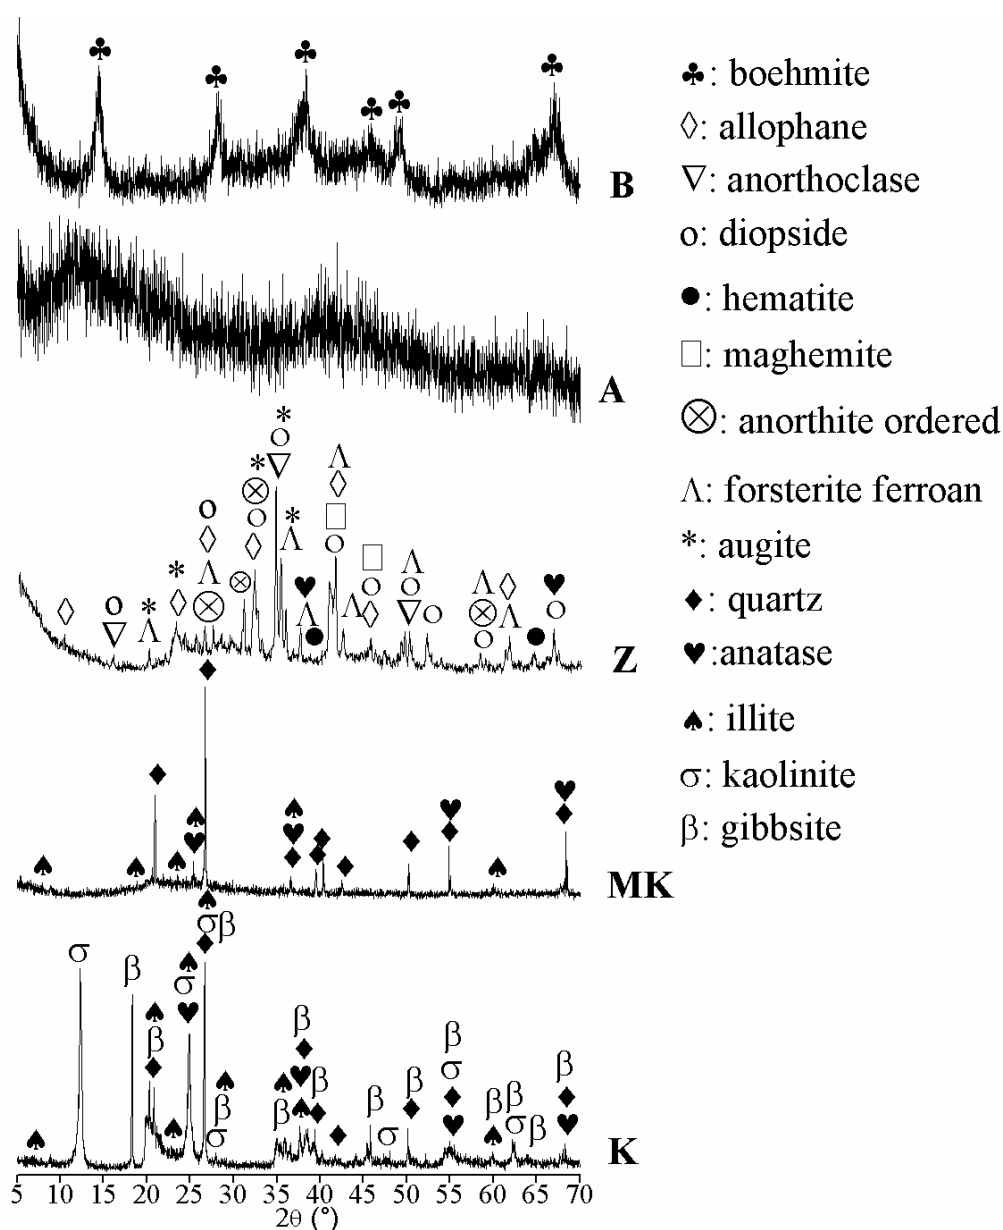 ♣: boehmite
◊: allophane
▽: anorthoclase
o: diopside
●: hematite
□: maghemite
⊗: anorthite ordered
Λ: forsterite ferroan
*: augite
♦: quartz
♥:anatase
♠: illite
σ: kaolinite
β: gibbsite
B
A
Z
MK
K
5 10 15 20 25 30 35 40 45 50 55 60 65 70
2θ (°)